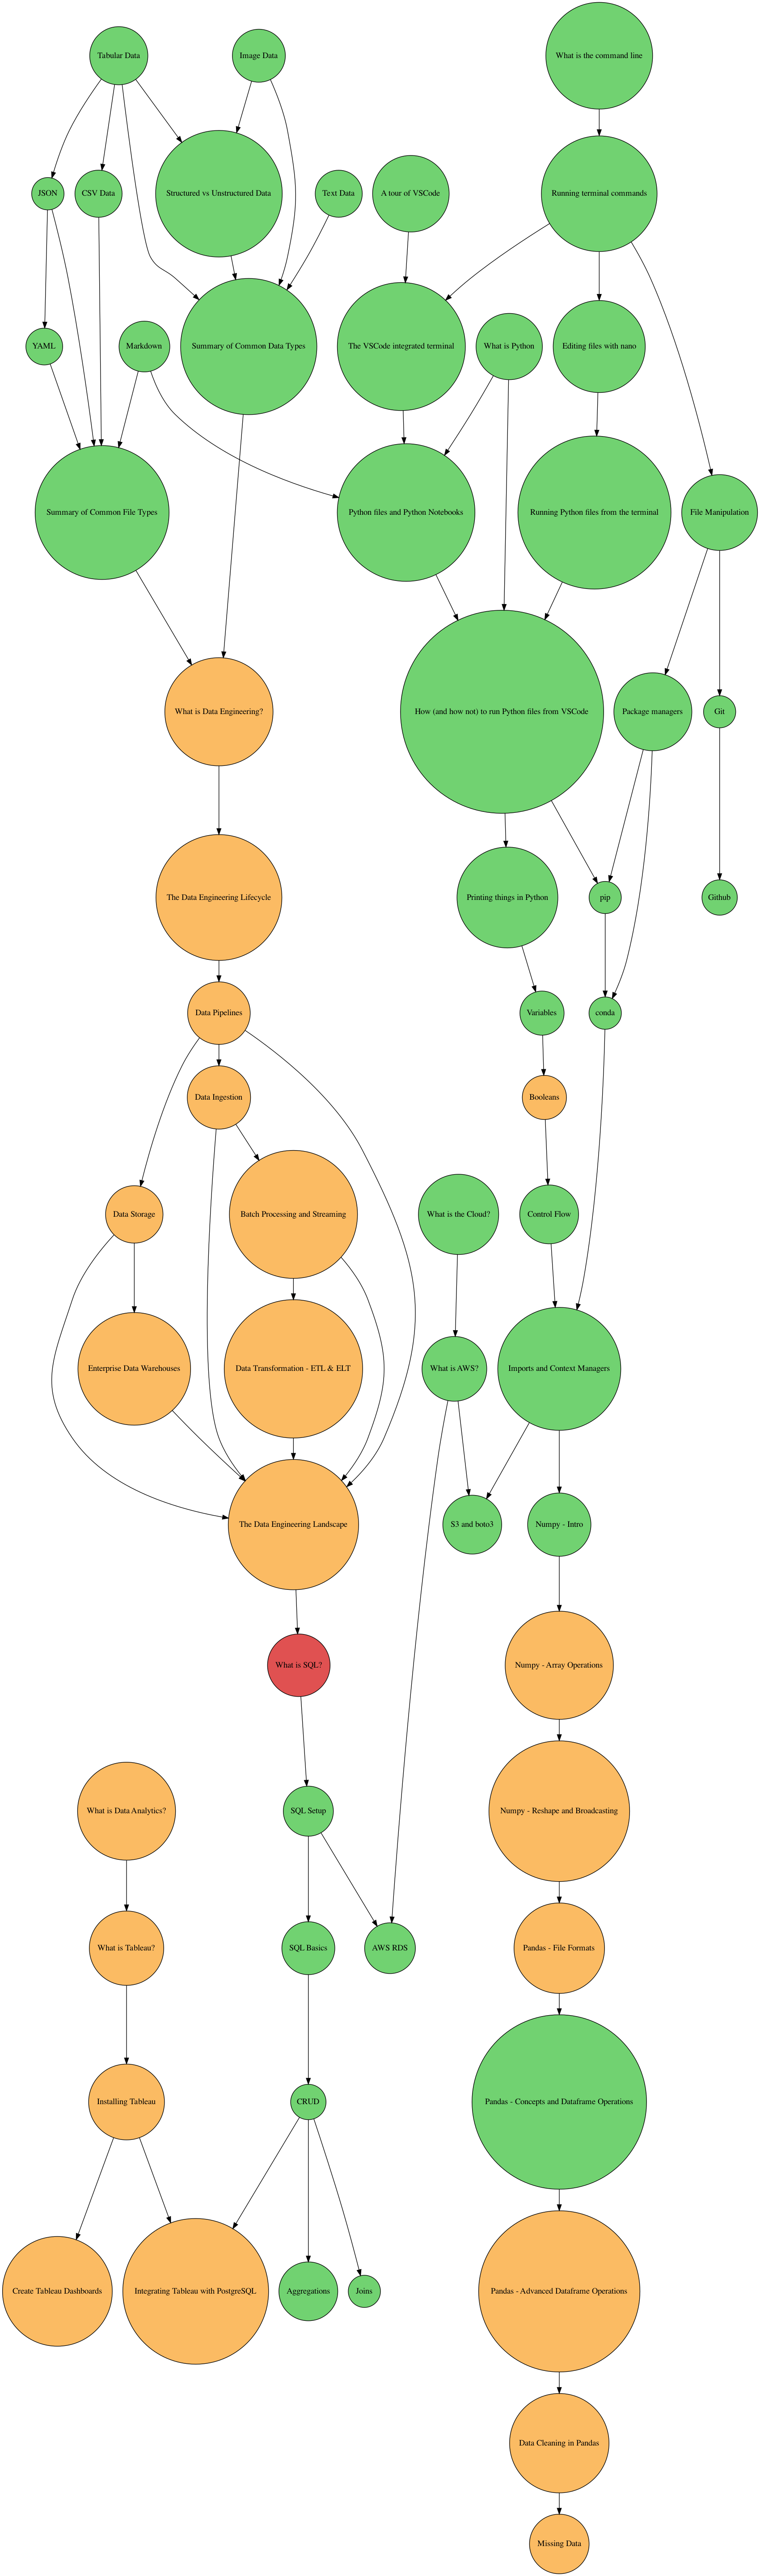 Tabular Data
Image Data
What is the command line
JSON
CSV Data
Structured vs Unstructured Data
Text Data
A tour of VSCode
Running terminal commands
YAML
Markdown
Summary of Common Data Types
The VSCode integrated terminal
What is Python
Editing files with nano
Summary of Common File Types
Python files and Python Notebooks
Running Python files from the terminal
File Manipulation
What is Data Engineering?
How (and how not) to run Python files from VSCode
Package managers
Git
The Data Engineering Lifecycle
Printing things in Python
pip
Github
Data Pipelines
Variables
conda
Data Ingestion
Booleans
Data Storage
Batch Processing and Streaming
What is the Cloud?
Control Flow
Enterprise Data Warehouses
Data Transformation - ETL & ELT
What is AWS?
Imports and Context Managers
The Data Engineering Landscape
S3 and boto3
Numpy - Intro
What is SQL?
Numpy - Array Operations
What is Data Analytics?
SQL Setup
Numpy - Reshape and Broadcasting
What is Tableau?
SQL Basics
AWS RDS
Pandas - File Formats
Installing Tableau
CRUD
Pandas - Concepts and Dataframe Operations
Create Tableau Dashboards
Integrating Tableau with PostgreSQL
Aggregations
Joins
Pandas - Advanced Dataframe Operations
Data Cleaning in Pandas
Missing Data